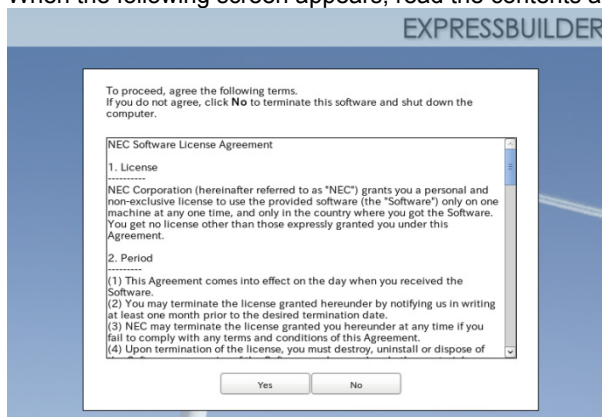 When the following screen appears, read the contents a
EXPRESSBUILDER
To proceed, agree the following terms.
If you do not agree, click No to terminate this software and shut down the
computer.
NEC Software License Agreement
1. License
----------
NEC Corporation (hereinafter referred to as "NEC") grants you a personal and
non-exclusive license to use the provided software (the "Software") only on one
machine at any one time, and only in the country where you got the Software.
You get no license other than those expressly granted you under this
Agreement.
2. Period
---------
(1) This Agreement comes into effect on the day when you received the
Software.
(2) You may terminate the license granted hereunder by notifying us in writing
at least one month prior to the desired termination date.
(3) NEC may terminate the license granted you hereunder at any time if you
fail to comply with any terms and conditions of this Agreement.
(4) Upon termination of the license, you must destroy, uninstall or dispose of
Yes No